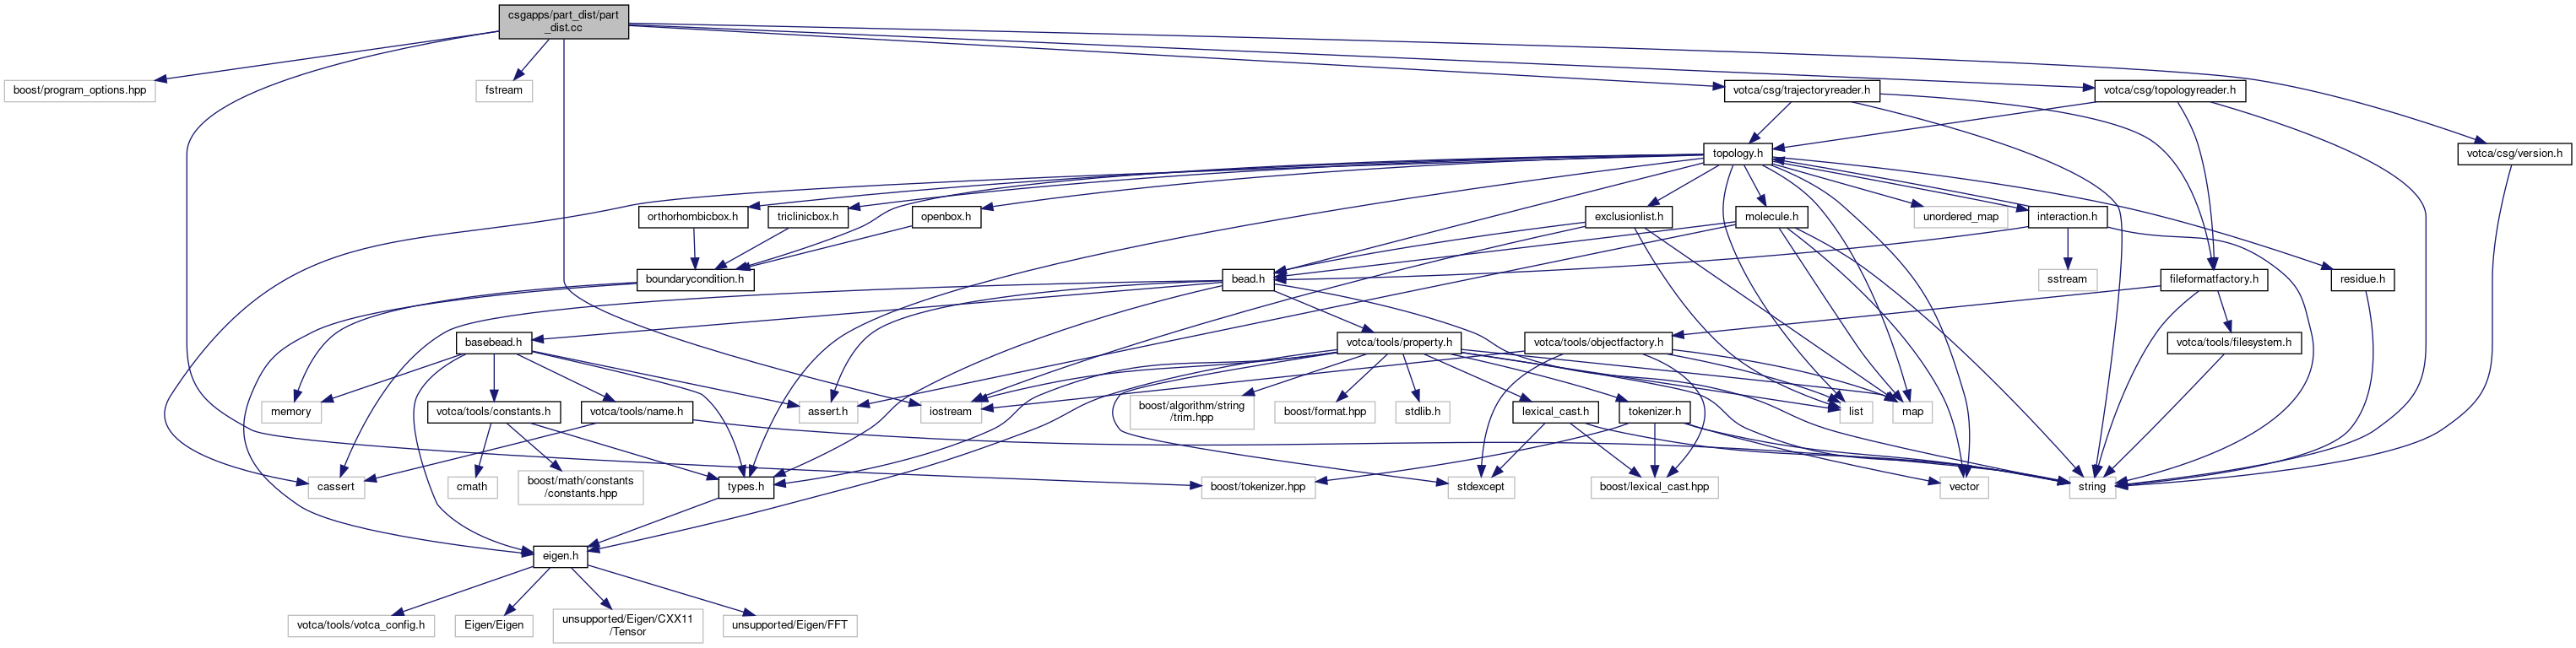 csgapps/part_dist/part
_dist.cc
boost/program_options.hpp
fstream
votca/csg/trajectoryreader.h
votca/csg/topologyreader.h
topology.h
votca/csg/version.h
orthorhombicbox.h
triclinicbox.h
openbox.h
exclusionlist.h
molecule.h
unordered_map
interaction.h
boundarycondition.h
bead.h
sstream
fileformatfactory.h
residue.h
basebead.h
votca/tools/property.h
votca/tools/objectfactory.h
votca/tools/filesystem.h
memory
votca/tools/constants.h
votca/tools/name.h
assert.h
iostream
boost/algorithm/string
/trim.hpp
boost/format.hpp
stdlib.h
lexical_cast.h
tokenizer.h
list
map
cassert
cmath
boost/math/constants
/constants.hpp
types.h
boost/tokenizer.hpp
stdexcept
boost/lexical_cast.hpp
vector
string
eigen.h
votca/tools/votca_config.h
Eigen/Eigen
unsupported/Eigen/CXX11
/Tensor
unsupported/Eigen/FFT